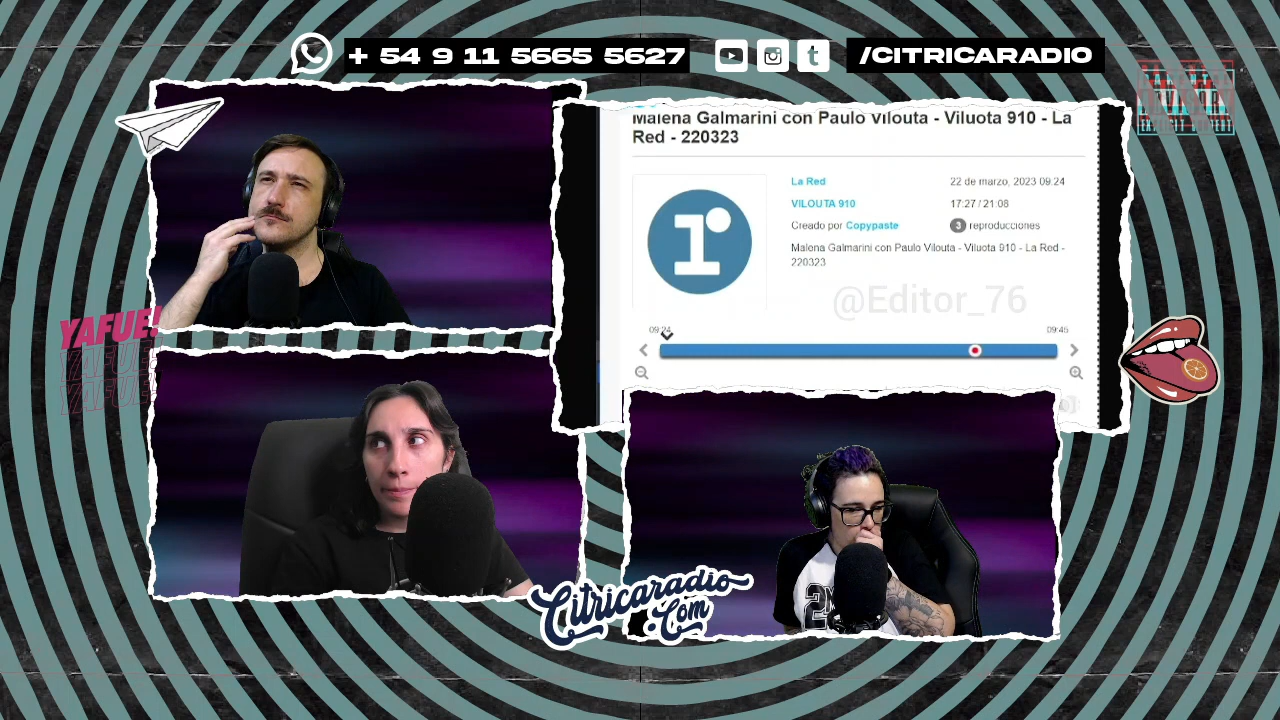 + 54 9 11 5665 5627
/CITRICARADIO
Malena Galmarini con Paulo Vilouta - Viluota 910 - La
Red - 220323
La Red
22 de marzo, 2023 09.24
VILOUTA 910
17:27 / 21:08
Creado por Copypaste
3 reproducciones
Malena Galmarini con Paulo Vilouta - Viluota 910 - La Red -
220323
@Editor_76
09:24
09:45
YAFUE!
YAFUE!
YAFUE!
Citricaradio
.Com